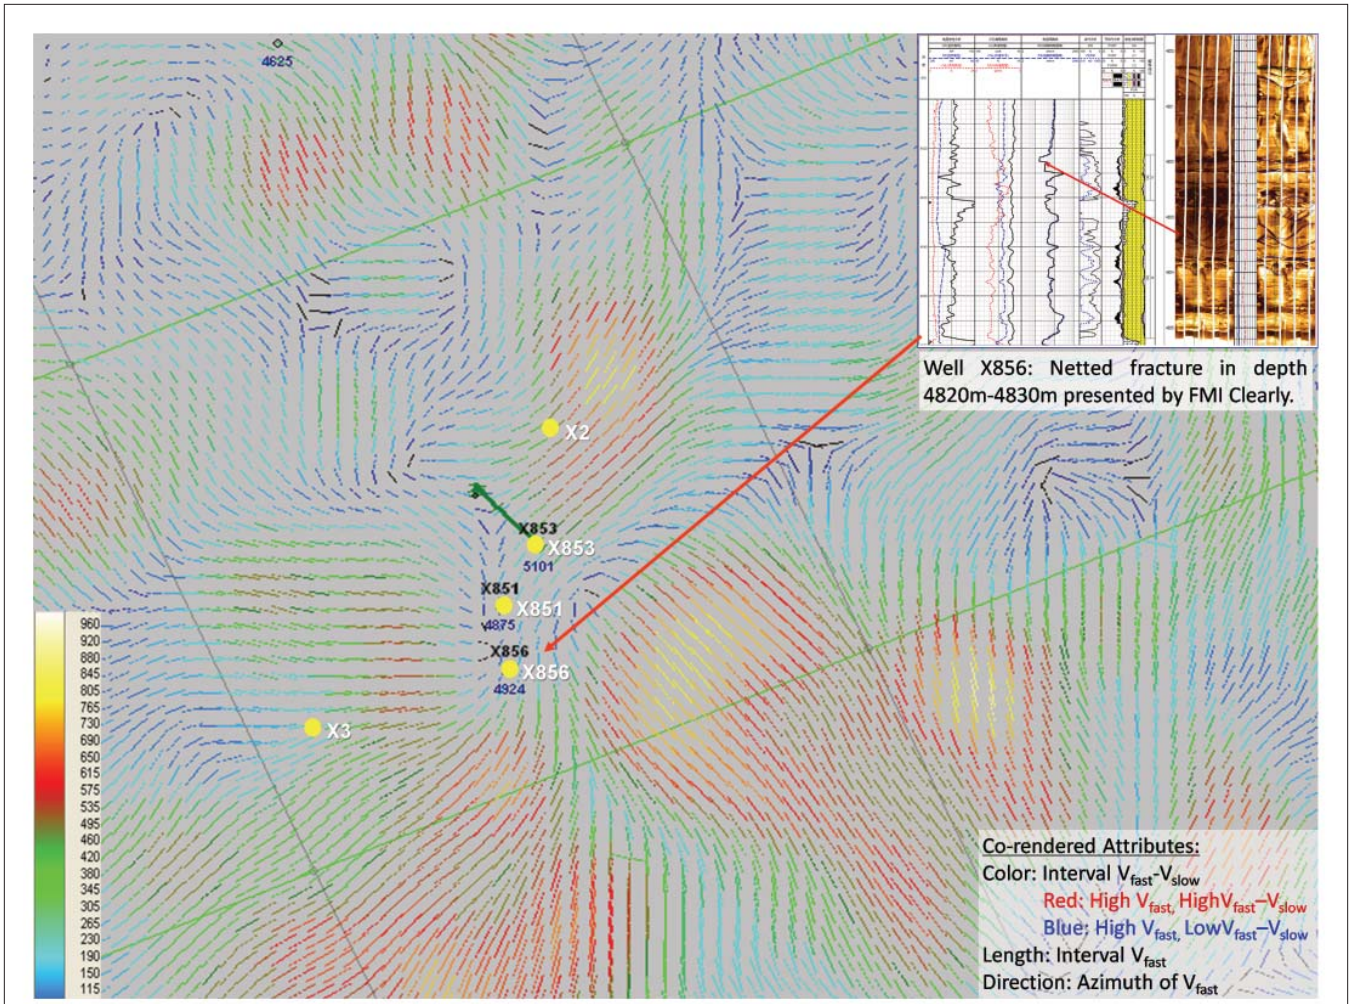 4625
Well X856: Netted fracture in depth
4820m-4830m presented by FMI Clearly.
X2
X853
X853
5101
X851
X851
4875
X856
X856
4924
X3
960
920
880
845
805
765
730
690
650
615
575
535
495
460
420
380
345
305
265
230
190
150
115
Co-rendered Attributes:
Color: Interval Vfast-Vslow
Red: High Vfast, HighVfast–Vslow
Blue: High Vfast, LowVfast–Vslow
Length: Interval Vfast
Direction: Azimuth of Vfast